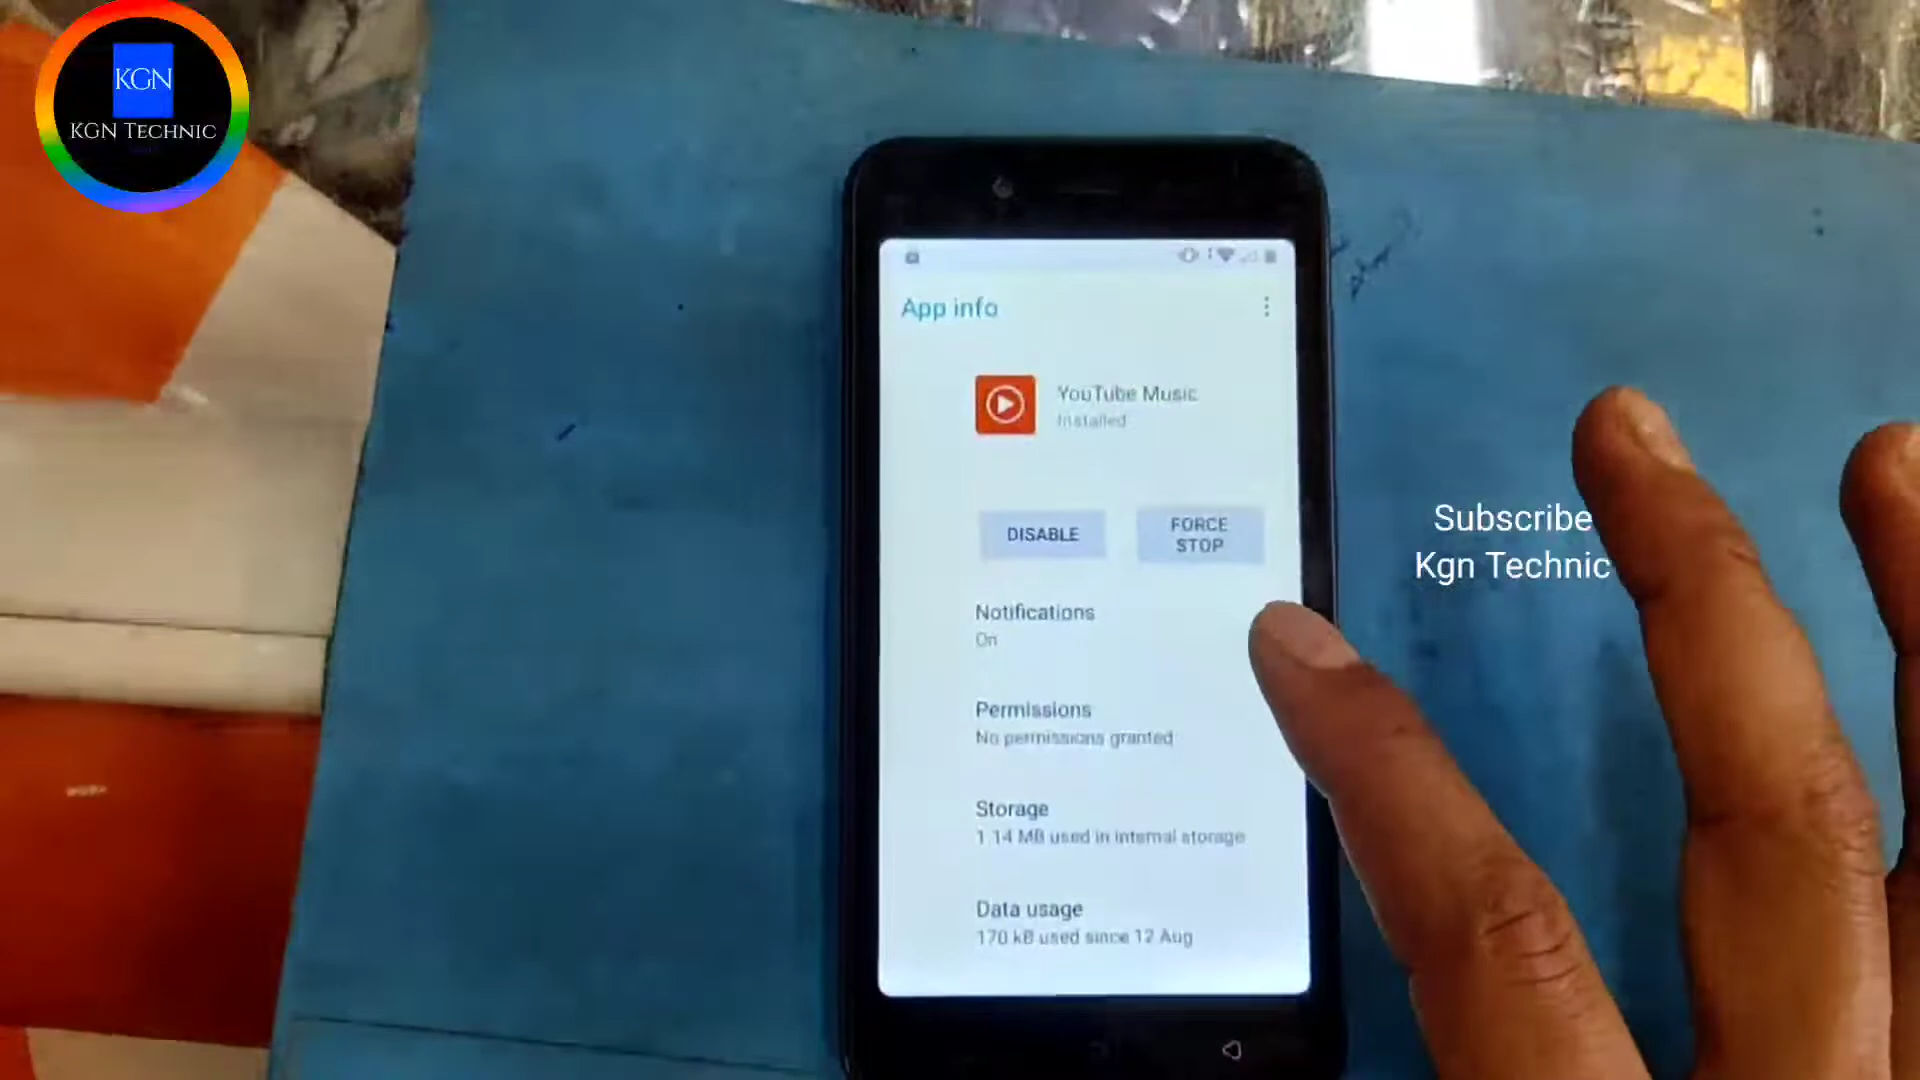 KGN
KGN TECHNIC
App info
YouTube Music
Installed
DISABLE
FORCE
STOP
Notifications
On
Permissions
No permissions granted
Storage
1.14 MB used in internal storage
Data usage
170 kB used since 12 Aug
Subscribe
Kgn Technic